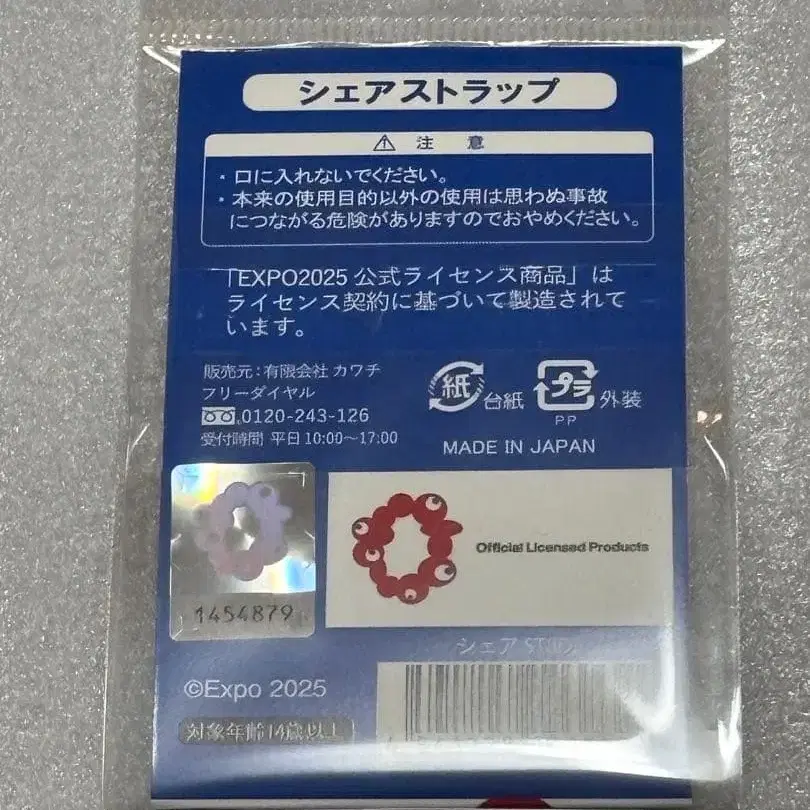 シェアストラップ
⚠ 注 意
・口に入れないでください。
・本来の使用目的以外の使用は思わぬ事故
につながる危険がありますのでおやめください。
「EXPO2025 公式ライセンス商品」は
ライセンス契約に基づいて製造されて
います。
販売元:有限会社 カワチ
フリーダイヤル
0120-243-126
受付時間 平日 10:00〜17:00
紙 台紙
プラ 外装
PP
MADE IN JAPAN
1454879
Official Licensed Products
シェア
©Expo 2025
対象年齢14歳以上